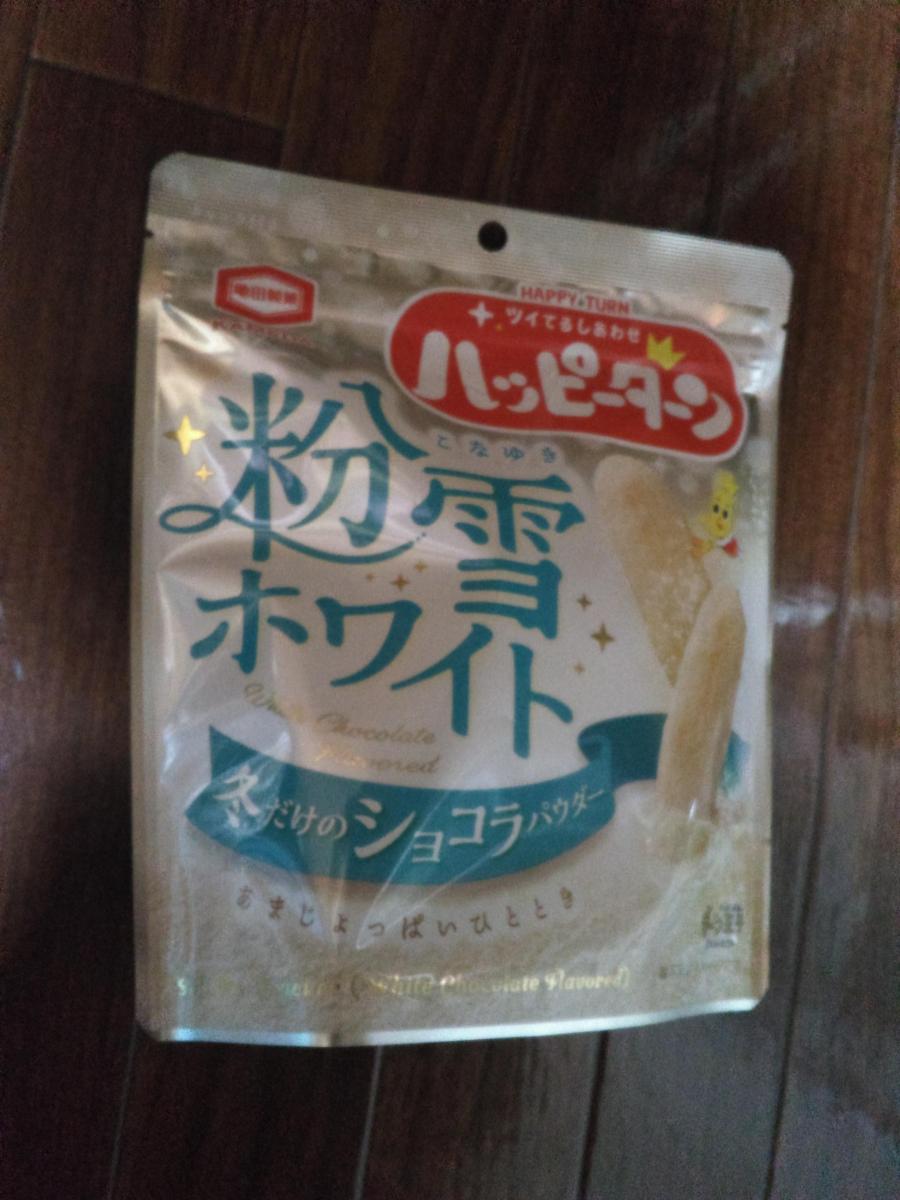 亀田製菓
HAPPY TURN
ツイてるしあわせ
ハッピーターン
こなゆき
粉雪
ホワイト
White Chocolate
Flavored
冬だけのショコラパウダー
あまじょっぱいひととき
(White Chocolate Flavored)